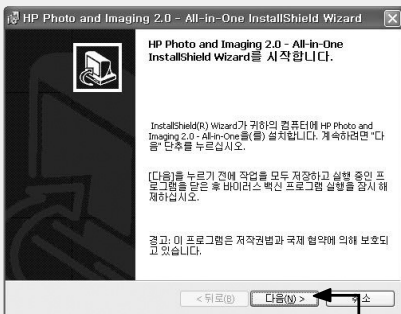 HP Photo and Imaging 2.0 - All-in-One InstallShield Wizard
HP Photo and Imaging 2.0 - All-in-One
InstallShield Wizard를 시작합니다.
InstallShield(R) Wizard가 귀하의 컴퓨터에 HP Photo and
Imaging 2.0 - All-in-One을(를) 설치합니다. 계속하려면 "다
음" 단추를 누르십시오.
[다음]을 누르기 전에 작업을 모두 저장하고 실행 중인 프
로그램을 닫은 후 바이러스 백신 프로그램 실행을 잠시 해
제하십시오.
경고: 이 프로그램은 저작권법과 국제 협약에 의해 보호되
고 있습니다.
< 뒤로(B) 다음(N) > 소